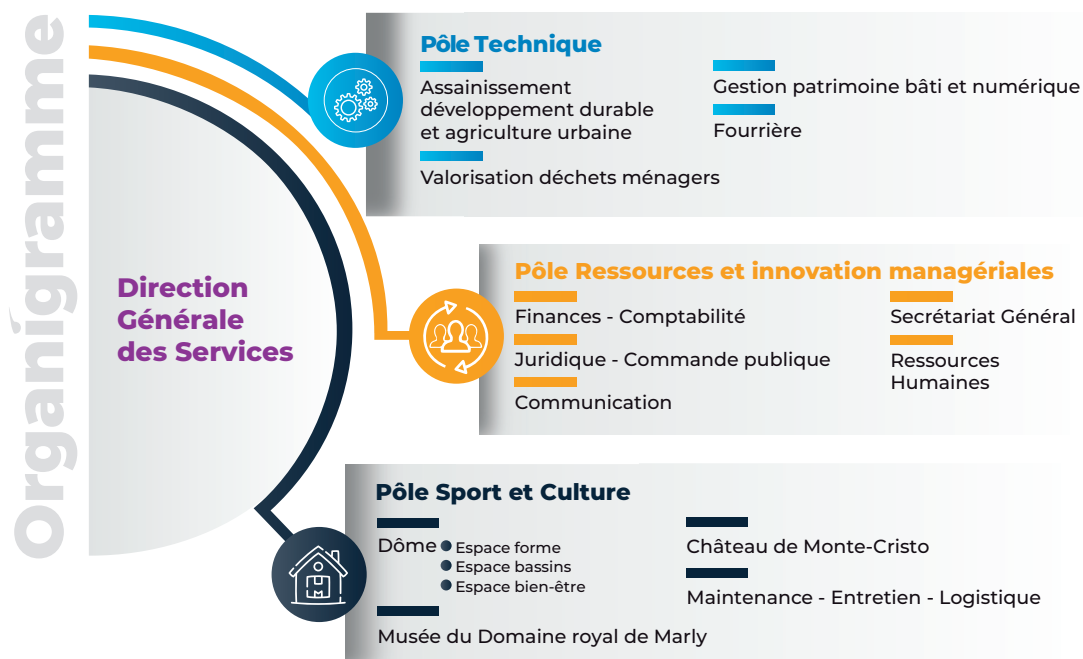 Organigramme
Direction
Générale
des Services
Pôle Technique
Assainissement
développement durable
et agriculture urbaine
Valorisation déchets ménagers
Gestion patrimoine bâti et numérique
Fourrière
Pôle Ressources et innovation managériales
Finances - Comptabilité
Juridique - Commande publique
Communication
Secrétariat Général
Ressources
Humaines
Pôle Sport et Culture
Dôme
Espace forme
Espace bassins
Espace bien-être
Musée du Domaine royal de Marly
Château de Monte-Cristo
Maintenance - Entretien - Logistique